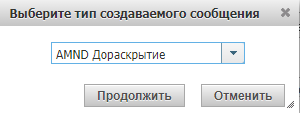 Выберите тип создаваемого сообщения
AMND Дораскрытие
Продолжить Отменить